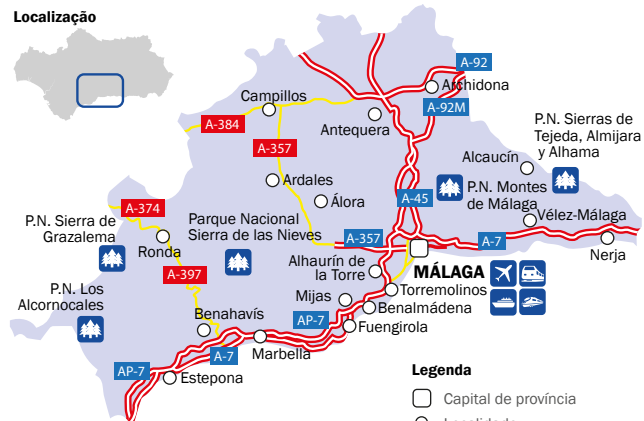 Localização
A-92
Archidona
Campillos
A-92M
A-384
Antequera
P.N. Sierras de
Tejeda, Almijara
y Alhama
A-357
Alcaucín
Ardales
Álora
A-45
P.N. Montes
de Málaga
A-374
P.N. Sierra de
Grazalema
Parque Nacional
Sierra de las Nieves
Vélez-Málaga
Ronda
A-357
A-7
Nerja
Alhaurín de
la Torre
MÁLAGA
A-397
P.N. Los
Alcornocales
Torremolinos
Mijas
Benalmádena
Benahavís
AP-7
Fuengirola
A-7
Marbella
AP-7
Estepona
Legenda
Capital de província
Localidade